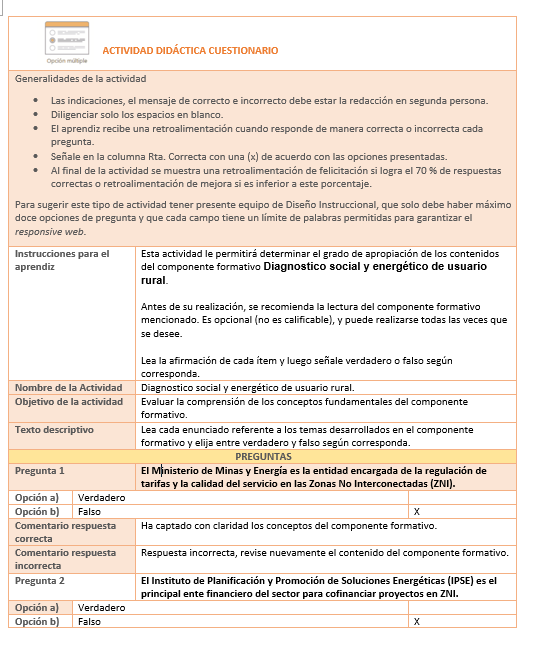 Opción múltiple
ACTIVIDAD DIDÁCTICA CUESTIONARIO
Generalidades de la actividad
• Las indicaciones, el mensaje de correcto e incorrecto debe estar la redacción en segunda persona.
• Diligenciar solo los espacios en blanco.
• El aprendiz recibe una retroalimentación cuando responde de manera correcta o incorrecta cada
pregunta.
• Señale en la columna Rta. Correcta con una (x) de acuerdo con las opciones presentadas.
• Al final de la actividad se muestra una retroalimentación de felicitación si logra el 70 % de respuestas
correctas o retroalimentación de mejora si es inferior a este porcentaje.
Para sugerir este tipo de actividad tener presente equipo de Diseño Instruccional, que solo debe haber máximo
doce opciones de pregunta y que cada campo tiene un límite de palabras permitidas para garantizar el
responsive web.
Instrucciones para el
aprendiz
Esta actividad le permitirá determinar el grado de apropiación de los contenidos
del componente formativo Diagnostico social y energético de usuario
rural.
Antes de su realización, se recomienda la lectura del componente formativo
mencionado. Es opcional (no es calificable), y puede realizarse todas las veces que
se desee.
Lea la afirmación de cada ítem y luego señale verdadero o falso según
corresponda.
Nombre de la Actividad
Diagnostico social y energético de usuario rural.
Objetivo de la actividad
Evaluar la comprensión de los conceptos fundamentales del componente
formativo.
Texto descriptivo
Lea cada enunciado referente a los temas desarrollados en el componente
formativo y elija entre verdadero y falso según corresponda.
PREGUNTAS
Pregunta 1
El Ministerio de Minas y Energía es la entidad encargada de la regulación de
tarifas y la calidad del servicio en las Zonas No Interconectadas (ZNI).
Opción a) Verdadero
Opción b) Falso X
Comentario respuesta
correcta
Ha captado con claridad los conceptos del componente formativo.
Comentario respuesta
incorrecta
Respuesta incorrecta, revise nuevamente el contenido del componente formativo.
Pregunta 2
El Instituto de Planificación y Promoción de Soluciones Energéticas (IPSE) es el
principal ente financiero del sector para cofinanciar proyectos en ZNI.
Opción a) Verdadero
Opción b) Falso X